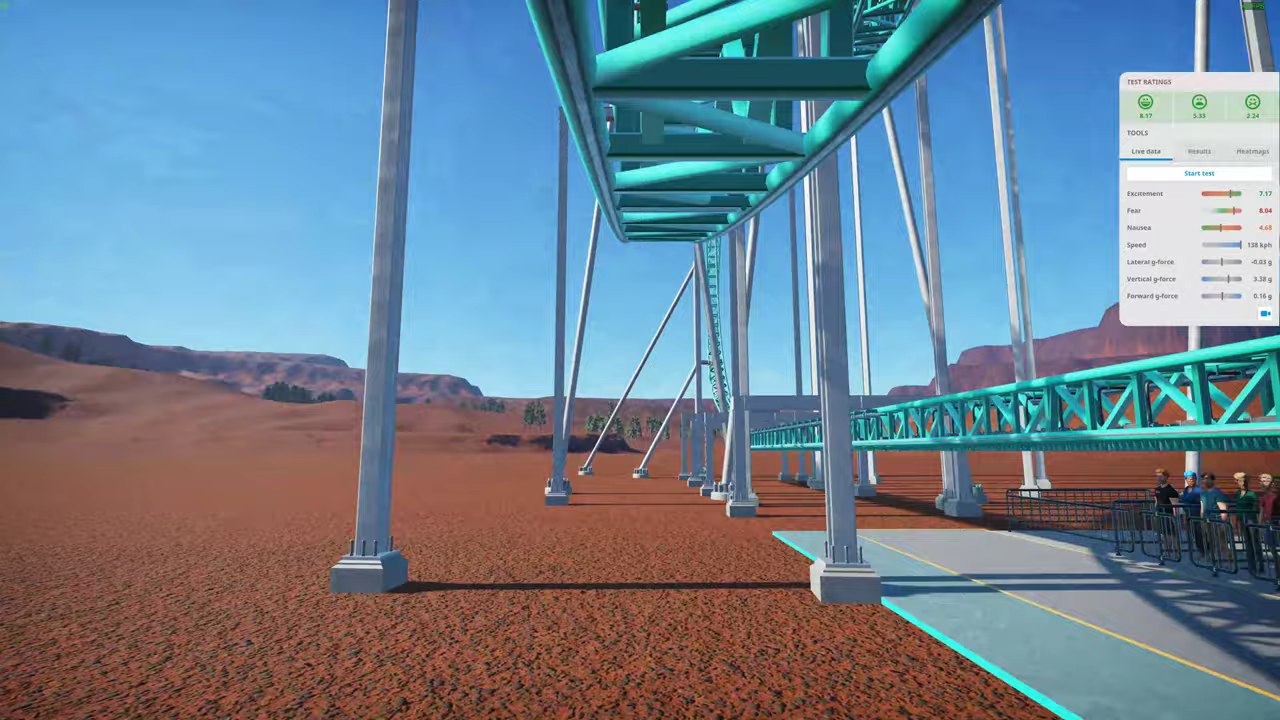 TEST RATINGS
8.17 5.33 2.24
TOOLS
Live data Results Heatmaps
Start test
Excitement 7.17
Fear 8.04
Nausea 4.68
Speed 138 kph
Lateral g-force -0.03 g
Vertical g-force 3.38 g
Forward g-force 0.16 g